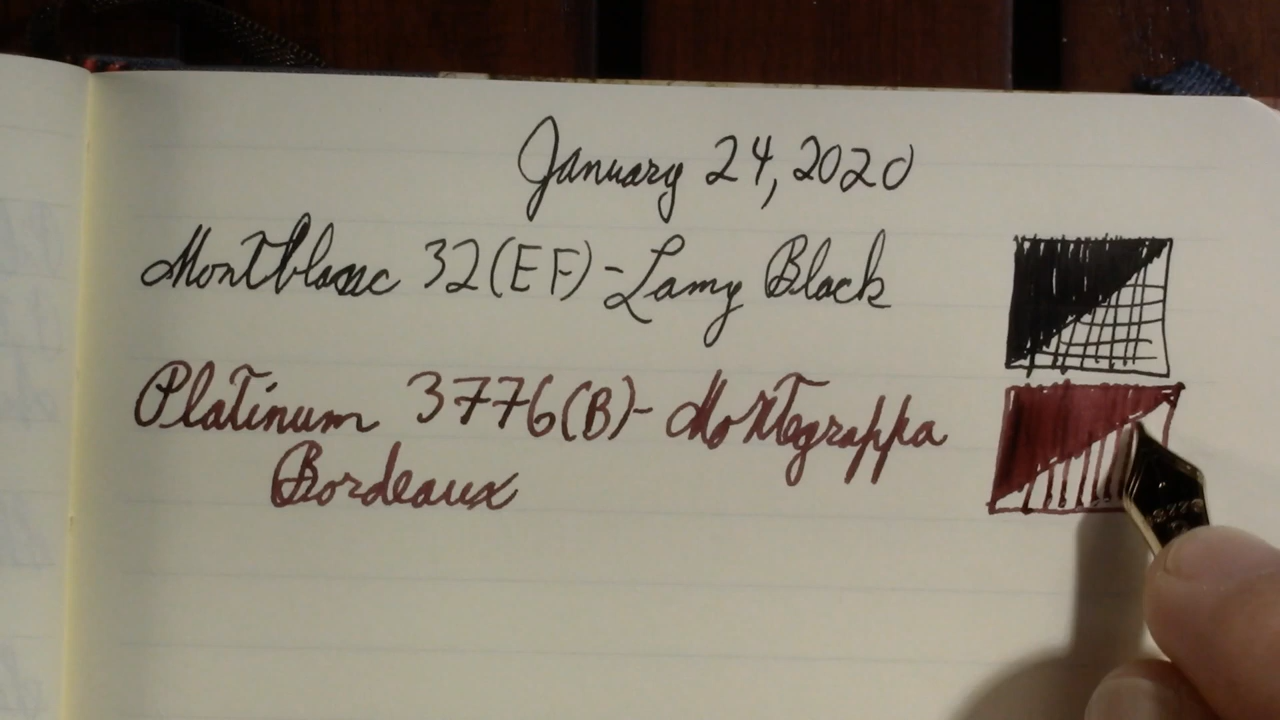 January 24, 2020
Montblanc 32(EF)-Lamy Black
Platinum 3776(B)- Montegrappa
Bordeaux